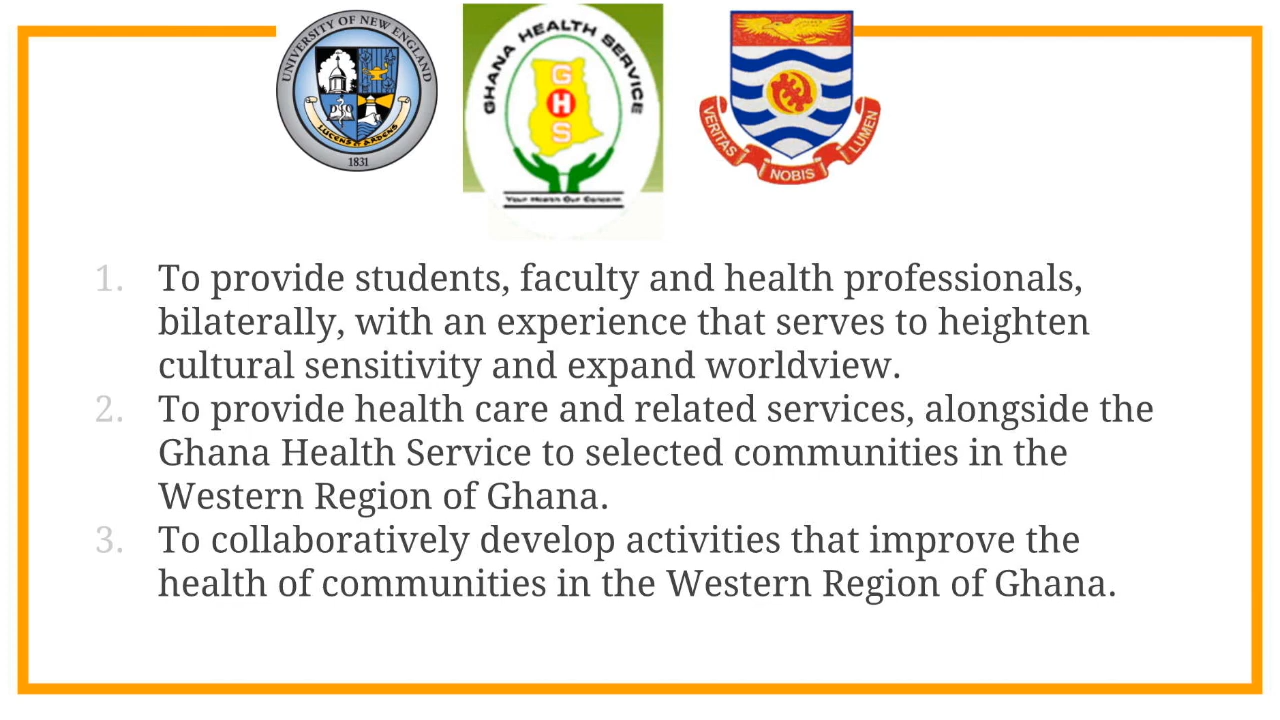 UNIVERSITY OF NEW ENGLAND
LUCENS ET ARDENS
1831
GHANA HEALTH SERVICE
G
H
S
Your Health Our Concern
VERITAS
NOBIS
LUMEN
1. To provide students, faculty and health professionals,
bilaterally, with an experience that serves to heighten
cultural sensitivity and expand worldview.
2. To provide health care and related services, alongside the
Ghana Health Service to selected communities in the
Western Region of Ghana.
3. To collaboratively develop activities that improve the
health of communities in the Western Region of Ghana.